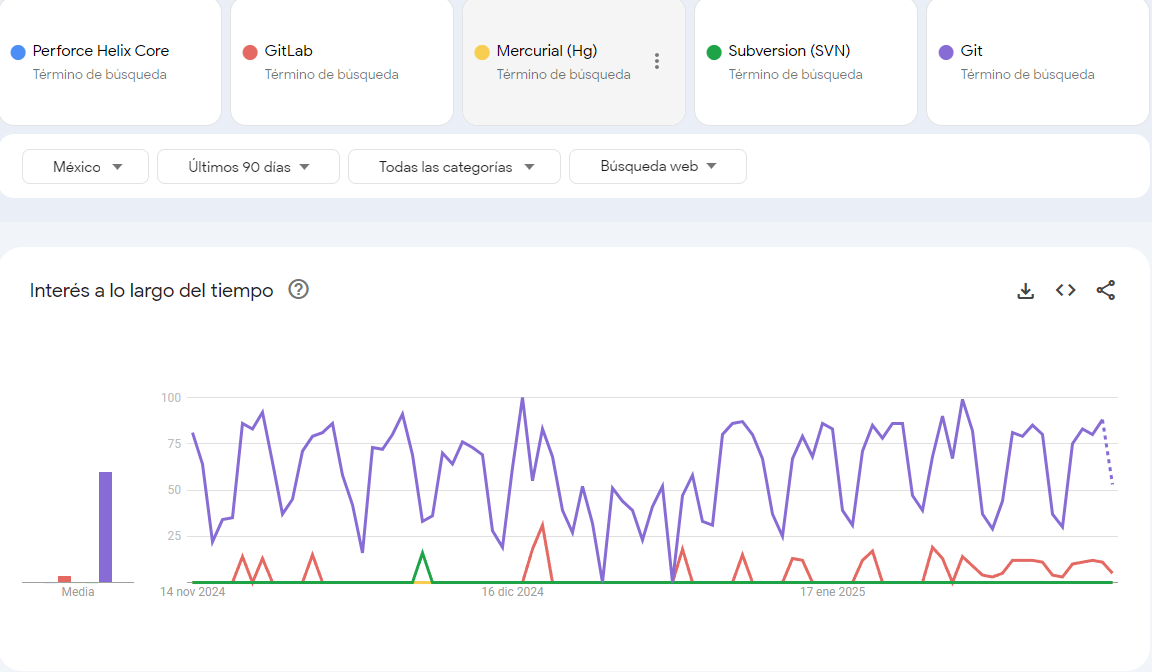 Perforce Helix Core
Término de búsqueda
GitLab
Término de búsqueda
Mercurial (Hg)
Término de búsqueda
Subversion (SVN)
Término de búsqueda
Git
Término de búsqueda
México
Últimos 90 días
Todas las categorías
Búsqueda web
Interés a lo largo del tiempo
100
75
50
25
Media
14 nov 2024
16 dic 2024
17 ene 2025